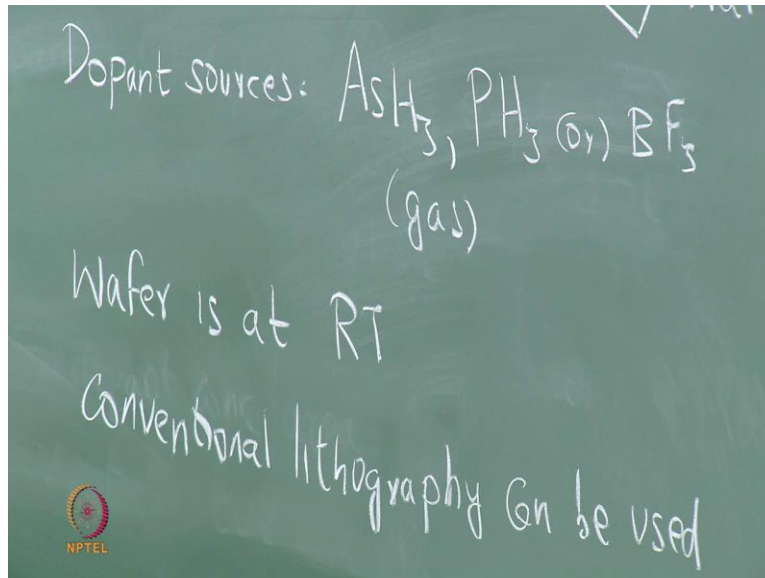 Dopant sources: AsH₃, PH₃ (or) BF₃
(gas)
Wafer is at RT
Conventional lithography can be used
NPTEL